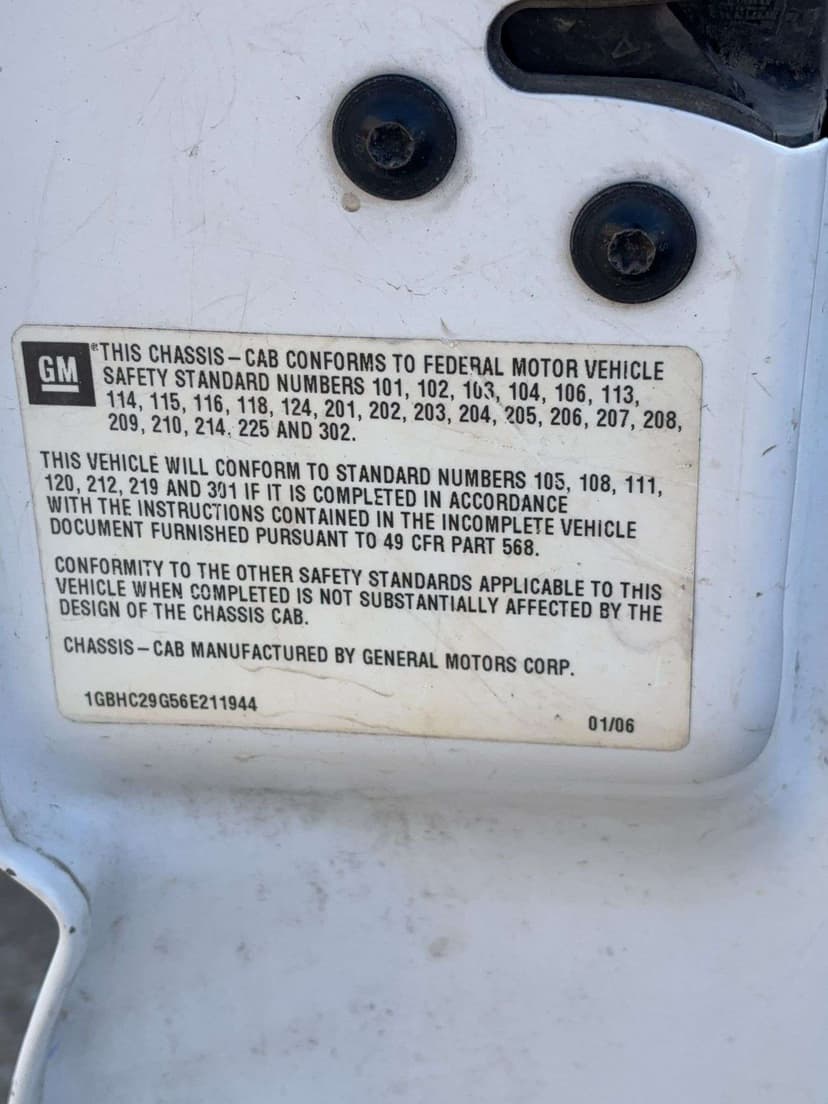 GM
®THIS CHASSIS-CAB CONFORMS TO FEDERAL MOTOR VEHICLE
SAFETY STANDARD NUMBERS 101, 102, 103, 104, 106, 113,
114, 115, 116, 118, 124, 201, 202, 203, 204, 205, 206, 207, 208,
209, 210, 214, 225 AND 302.
THIS VEHICLE WILL CONFORM TO STANDARD NUMBERS 105, 108, 111,
120, 212, 219 AND 301 IF IT IS COMPLETED IN ACCORDANCE
WITH THE INSTRUCTIONS CONTAINED IN THE INCOMPLETE VEHICLE
DOCUMENT FURNISHED PURSUANT TO 49 CFR PART 568.
CONFORMITY TO THE OTHER SAFETY STANDARDS APPLICABLE TO THIS
VEHICLE WHEN COMPLETED IS NOT SUBSTANTIALLY AFFECTED BY THE
DESIGN OF THE CHASSIS CAB.
CHASSIS-CAB MANUFACTURED BY GENERAL MOTORS CORP.
1GBHC29G56E211944
01/06